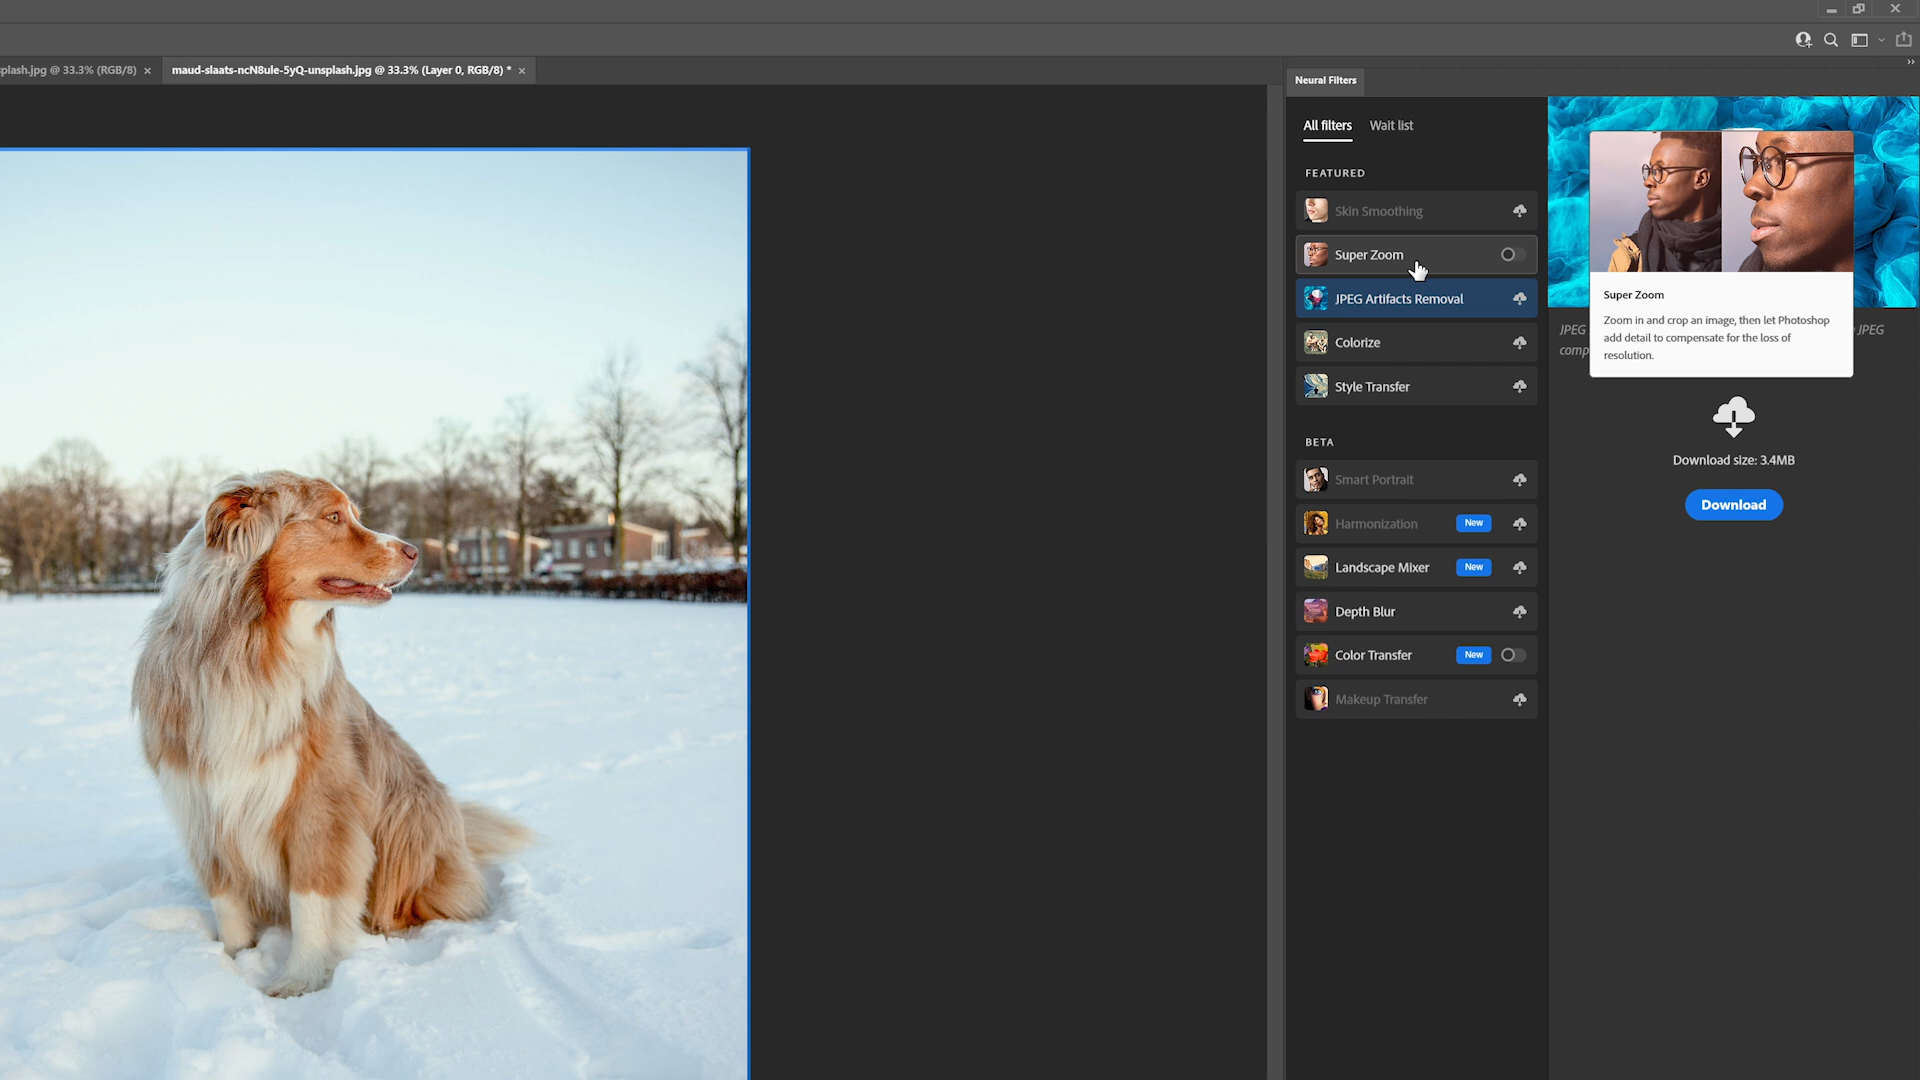 plash.jpg @ 33.3% (RGB/8) ×
maud-slaats-ncN8ule-5yQ-unsplash.jpg @ 33.3% (Layer 0, RGB/8) * ×
Neural Filters
All filters
Wait list
FEATURED
Skin Smoothing
Super Zoom
JPEG Artifacts Removal
Colorize
Style Transfer
BETA
Smart Portrait
Harmonization New
Landscape Mixer New
Depth Blur
Color Transfer New
Makeup Transfer
Super Zoom
Zoom in and crop an image, then let Photoshop
add detail to compensate for the loss of
resolution.
JPEG JPEG
comp
Download size: 3.4MB
Download